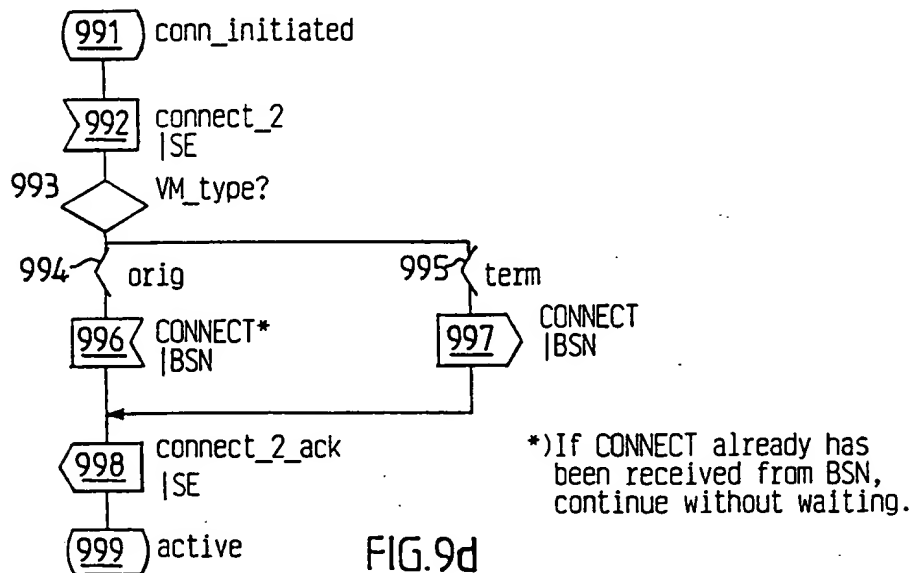 991 conn_initiated
992 connect_2
|SE
993 VM_type?
994 orig
995 term
996 CONNECT*
|BSN
997 CONNECT
|BSN
998 connect_2_ack
|SE
*)If CONNECT already has
been received from BSN,
continue without waiting.
999 active
FIG.9d